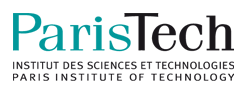 ParisTech
INSTITUT DES SCIENCES ET TECHNOLOGIES
PARIS INSTITUTE OF TECHNOLOGY